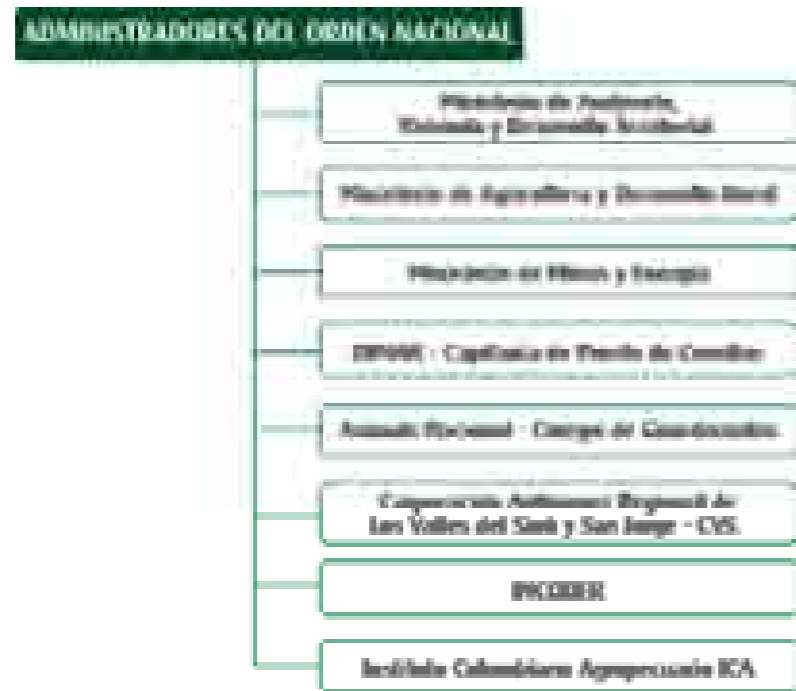 ADMINISTRADORES DEL ORDEN NACIONAL
Ministerio de Ambiente,
Vivienda y Desarrollo Territorial
Ministerio de Agricultura y Desarrollo Rural
Ministerio de Minas y Energía
DIMAR - Capitanía de Puerto de Coveñas
Armada Nacional - Cuerpo de Guardacostas
Corporación Autónoma Regional de
Los Valles del Sinú y San Jorge - CVS.
INCODER
Instituto Colombiano Agropecuario ICA